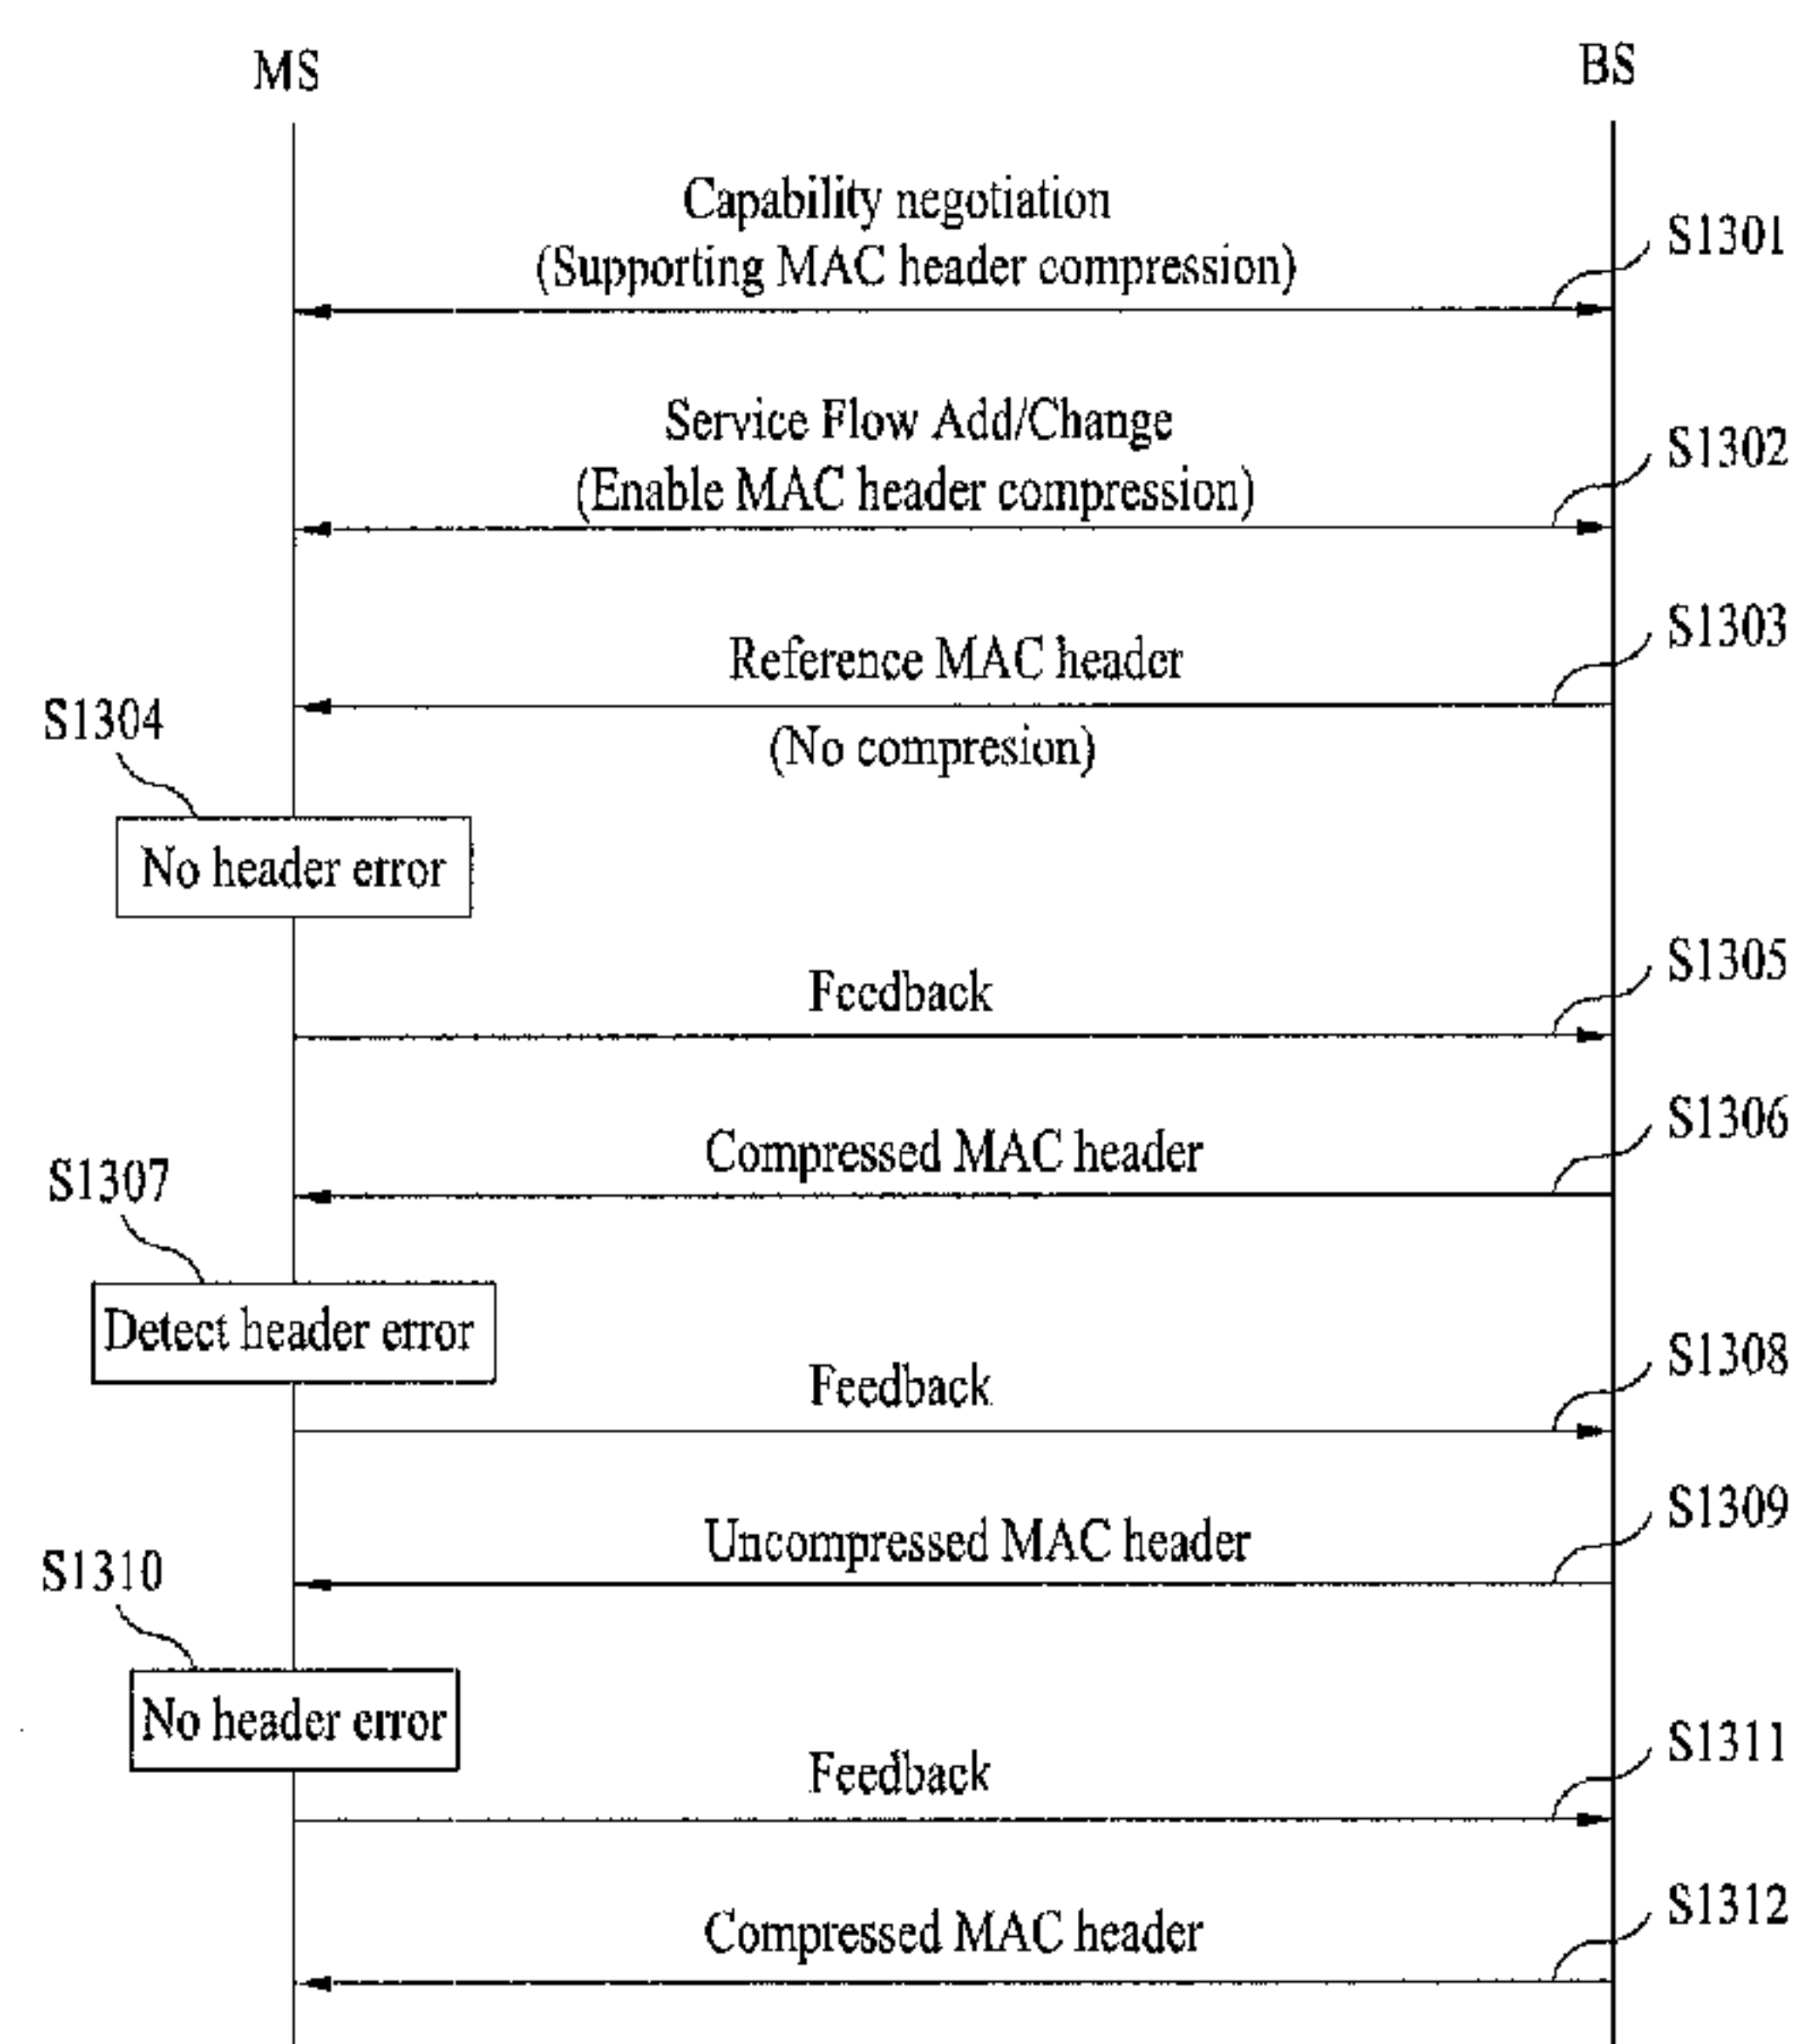 MS
BS
Capability negotiation
(Supporting MAC header compression)
S1301
Service Flow Add/Change
(Enable MAC header compression)
S1302
S1303
Reference MAC header
(No compresion)
S1304
No header error
S1305
Feedback
S1306
Compressed MAC header
S1307
Detect header error
S1308
Feedback
S1309
Uncompressed MAC header
S1310
No header error
S1311
Feedback
S1312
Compressed MAC header